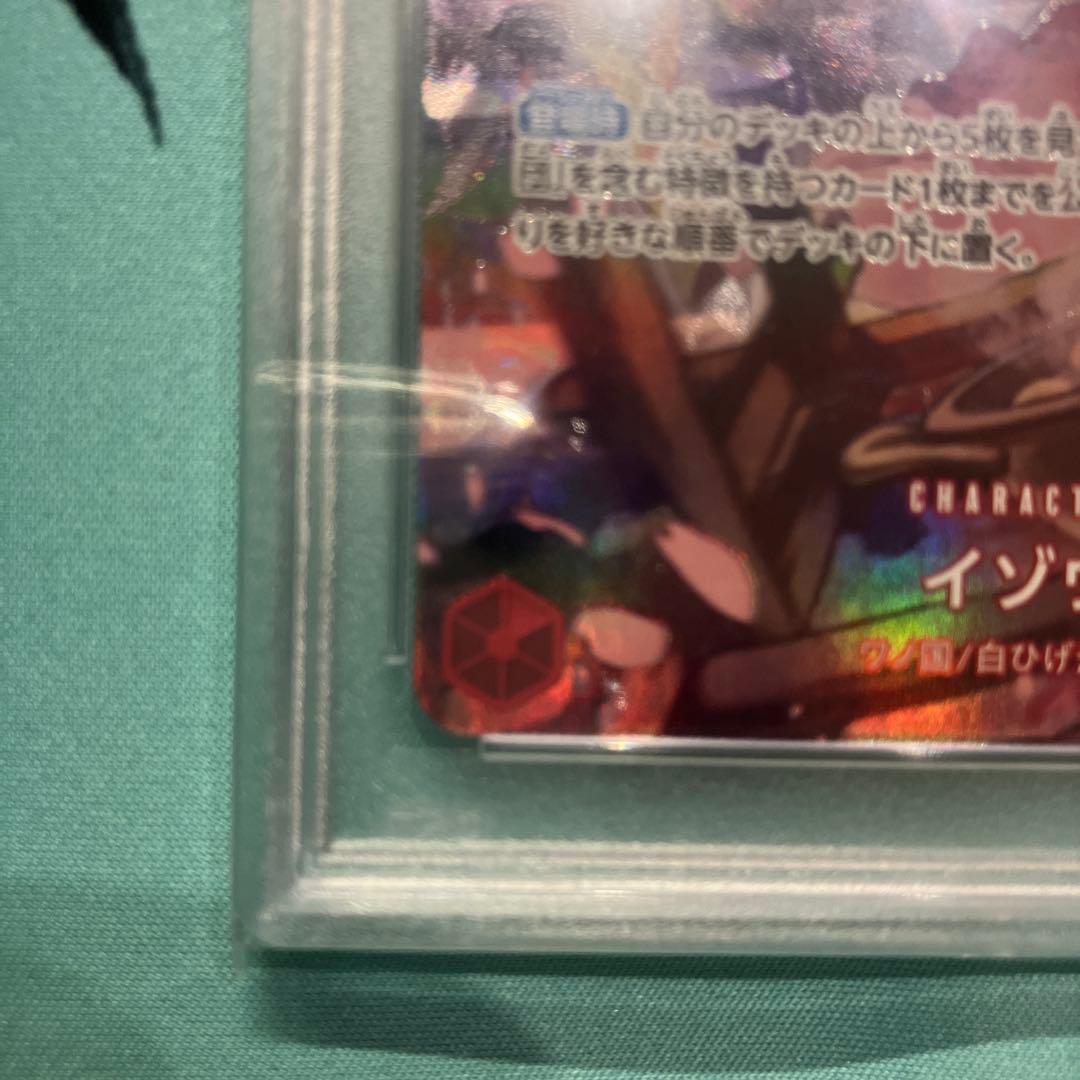 登場時 自分のデッキの上から5枚を見
団」を含む特徴を持つカード1枚までを公
りを好きな順番でデッキの下に置く。
CHARACT
イゾウ
ワノ国/白ひげ